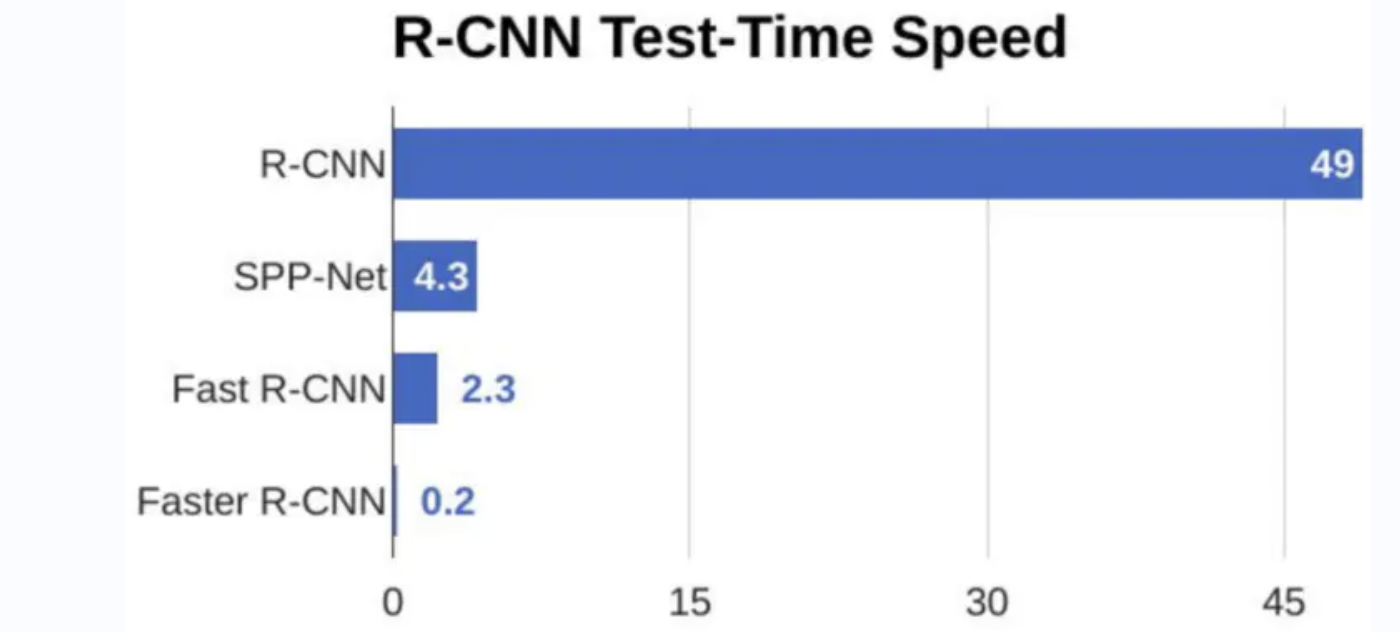 R-CNN Test-Time Speed
R-CNN 49
SPP-Net 4.3
Fast R-CNN 2.3
Faster R-CNN 0.2
0 15 30 45